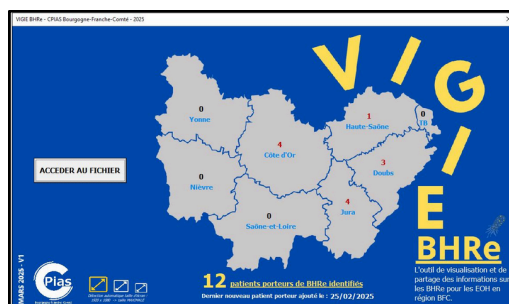 VIGIE BHRe - CPIAS Bourgogne-Franche-Comté - 2025
VIGIE
0
Yonne
4
Côte d'Or
1
Haute-Saône
0
TB
3
Doubs
0
Nièvre
4
Jura
0
Saône-et-Loire
ACCEDER AU FICHIER
BHRe
L'outil de visualisation et de
partage des informations sur
les BHRe pour les EOH en
région BFC.
12 patients porteurs de BHRe identifiés
Dernier nouveau patient porteur ajouté le : 25/02/2025
MARS 2025 - V1
CPias